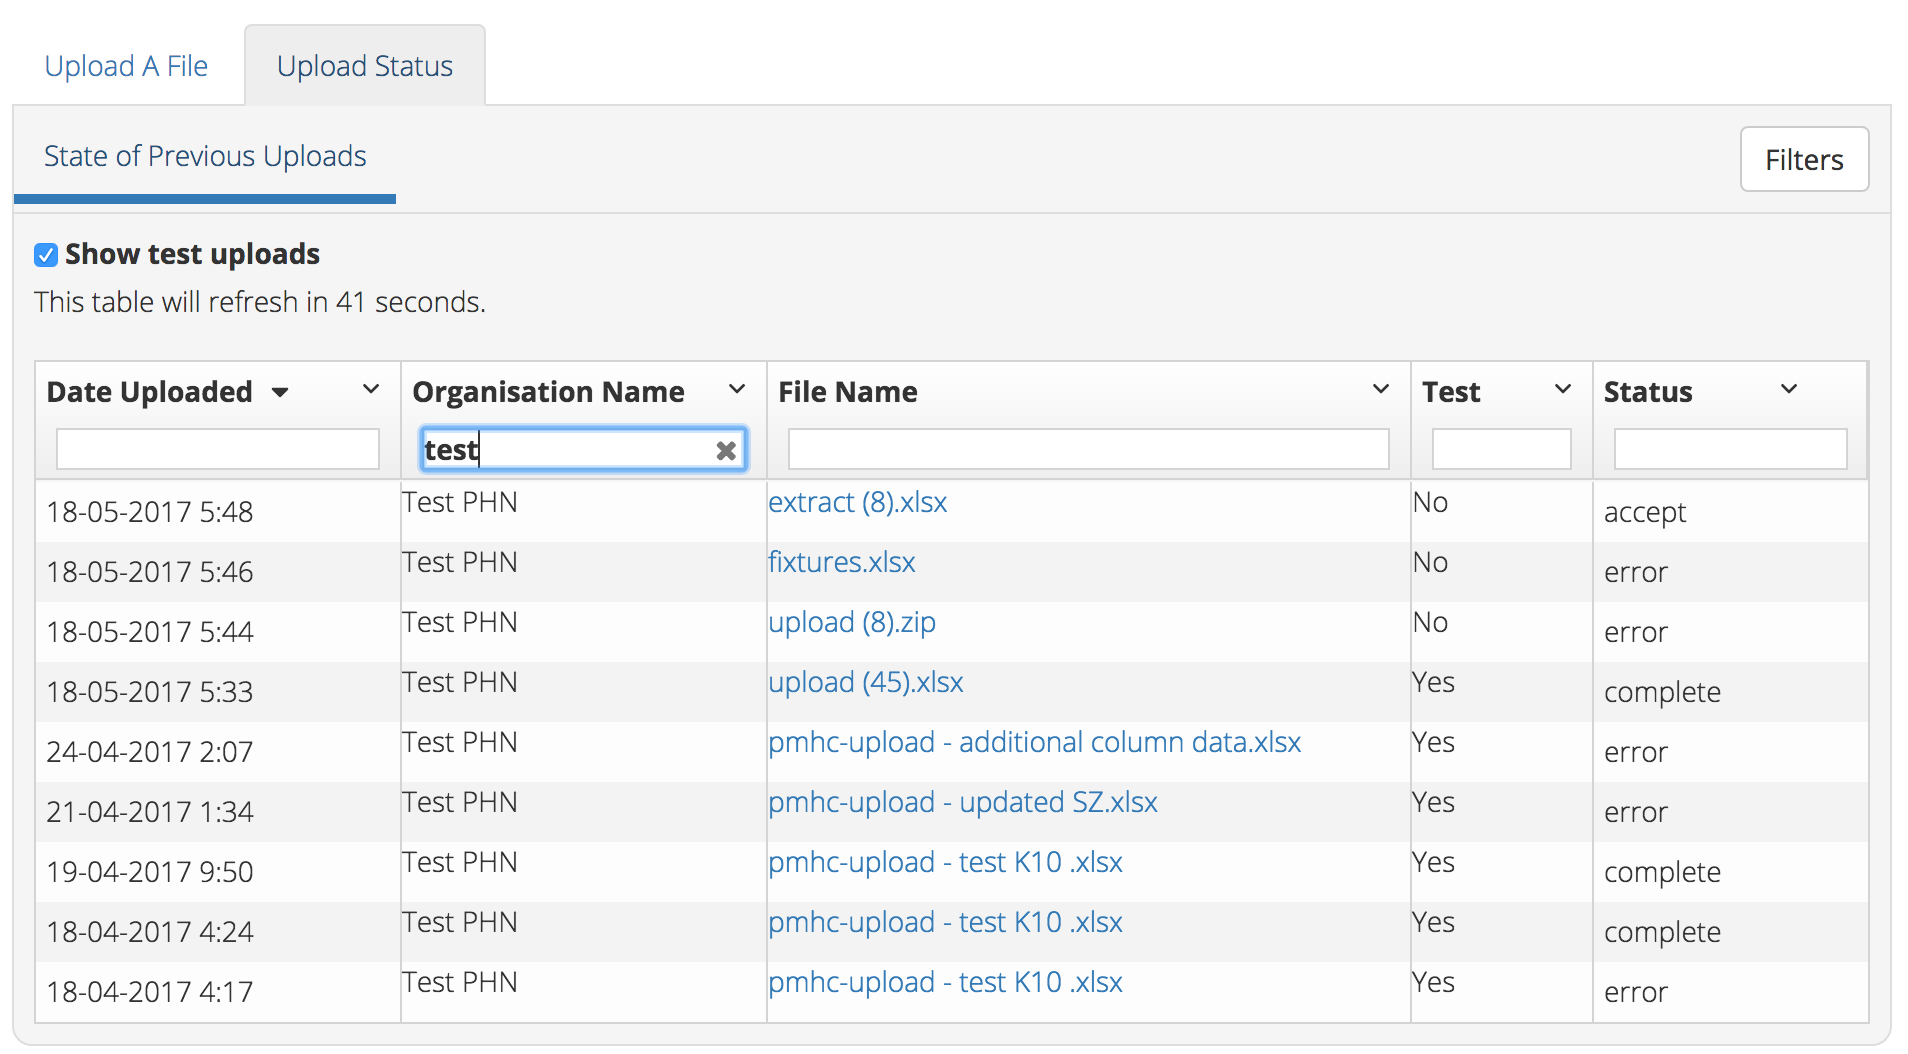 Upload A File Upload Status
State of Previous Uploads Filters
Show test uploads
This table will refresh in 41 seconds.
Date Uploaded Organisation Name File Name Test Status
test
18-05-2017 5:48 Test PHN extract (8).xlsx No accept
18-05-2017 5:46 Test PHN fixtures.xlsx No error
18-05-2017 5:44 Test PHN upload (8).zip No error
18-05-2017 5:33 Test PHN upload (45).xlsx Yes complete
24-04-2017 2:07 Test PHN pmhc-upload - additional column data.xlsx Yes error
21-04-2017 1:34 Test PHN pmhc-upload - updated SZ.xlsx Yes error
19-04-2017 9:50 Test PHN pmhc-upload - test K10 .xlsx Yes complete
18-04-2017 4:24 Test PHN pmhc-upload - test K10 .xlsx Yes complete
18-04-2017 4:17 Test PHN pmhc-upload - test K10 .xlsx Yes error